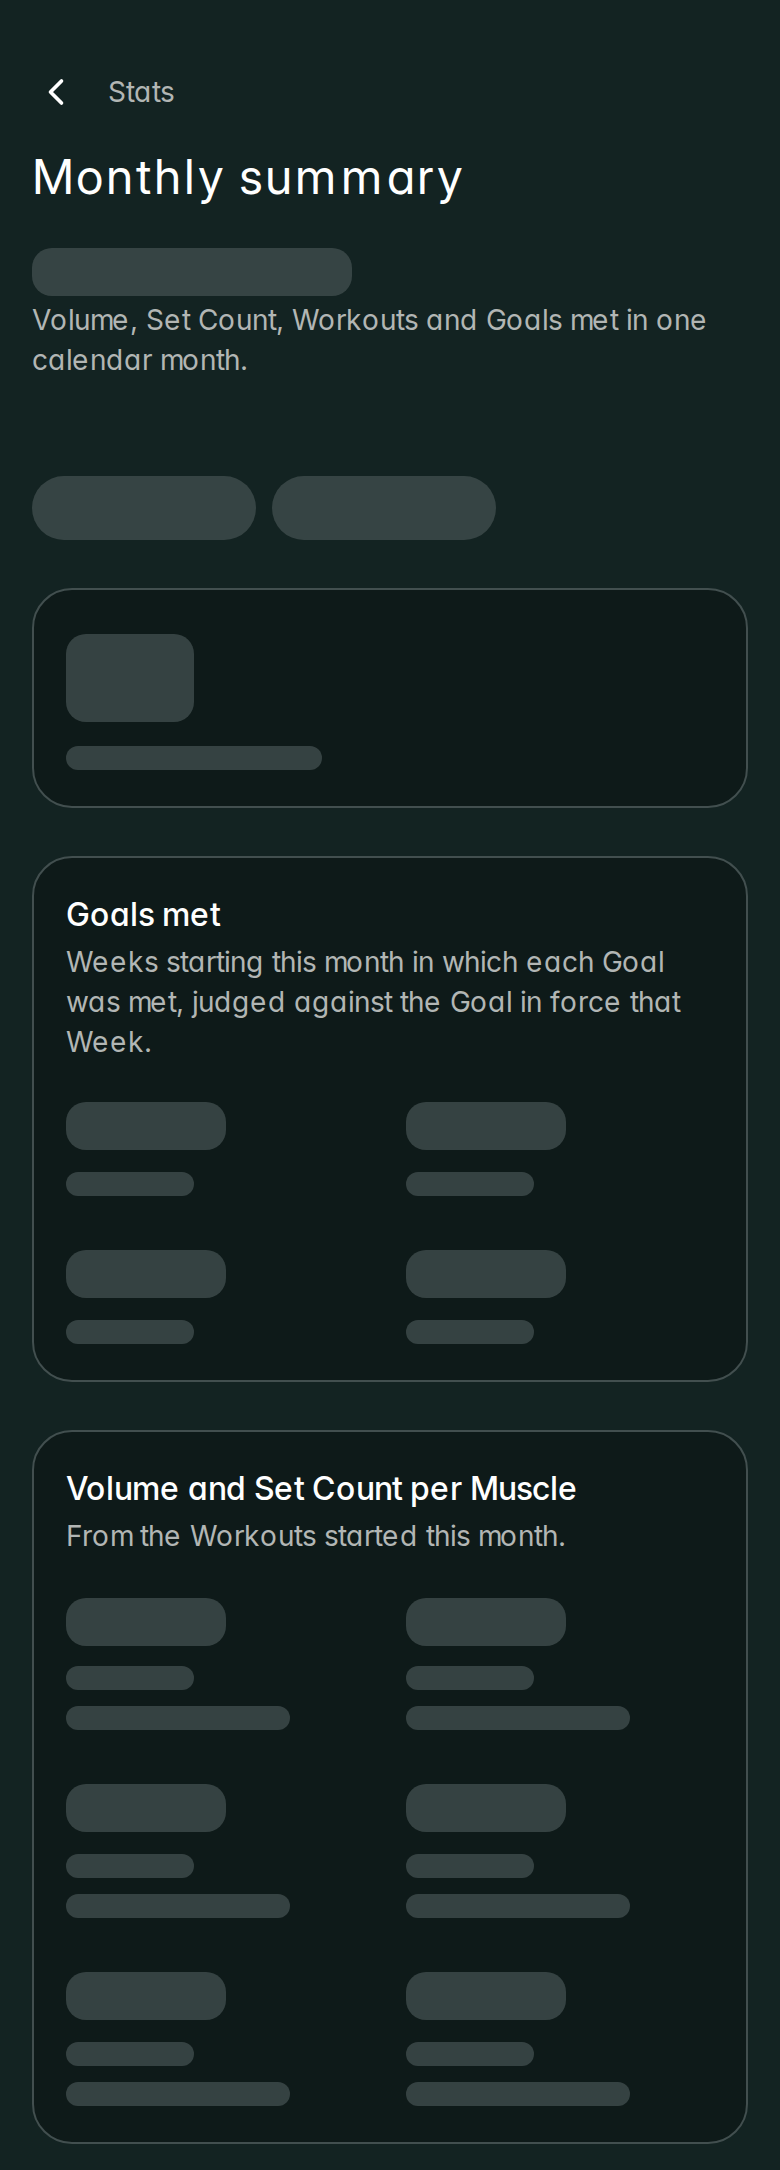 Stats
Monthly summary
Volume, Set Count, Workouts and Goals met in one
calendar month.
Goals met
Weeks starting this month in which each Goal
was met, judged against the Goal in force that
Week.
Volume and Set Count per Muscle
From the Workouts started this month.